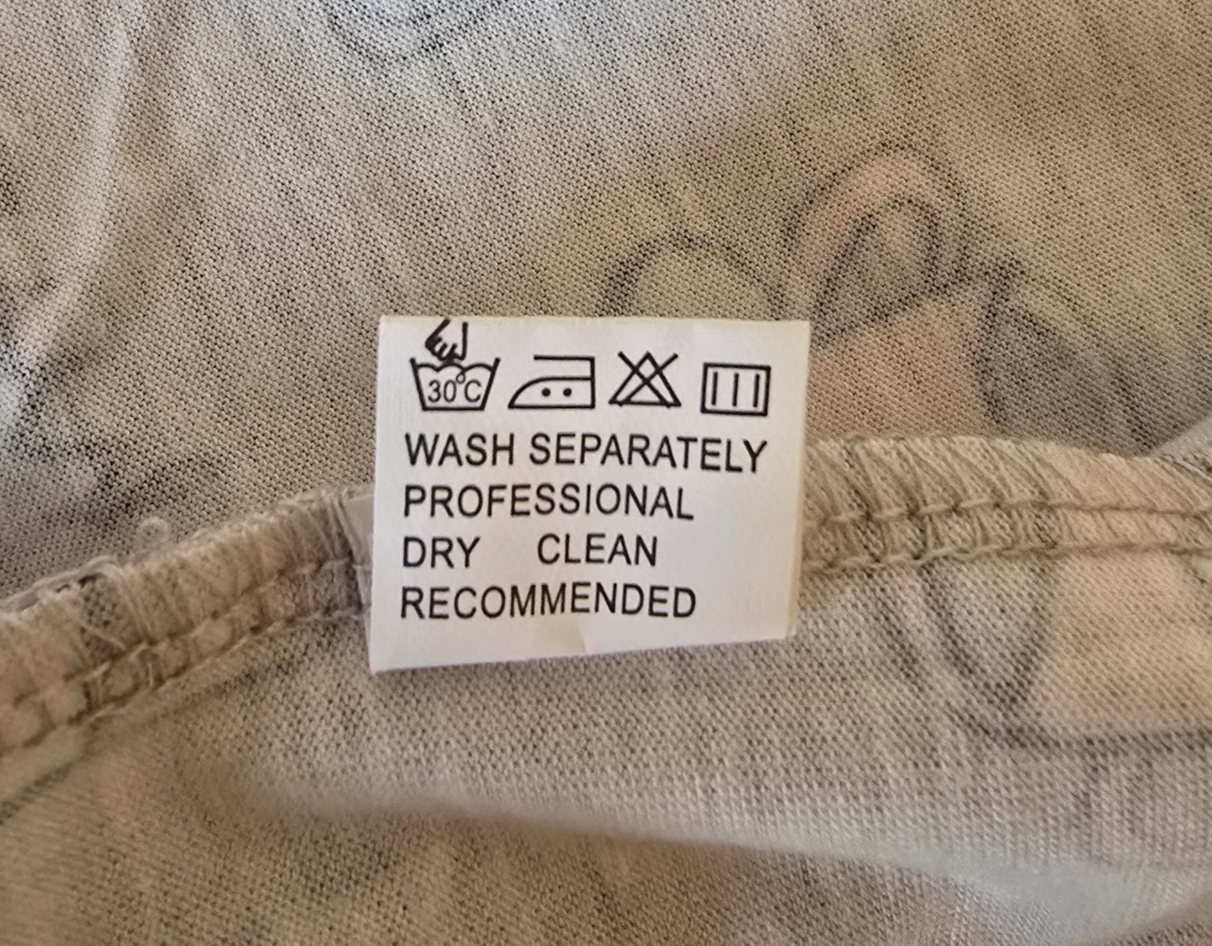 30°C
WASH SEPARATELY
PROFESSIONAL
DRY CLEAN
RECOMMENDED